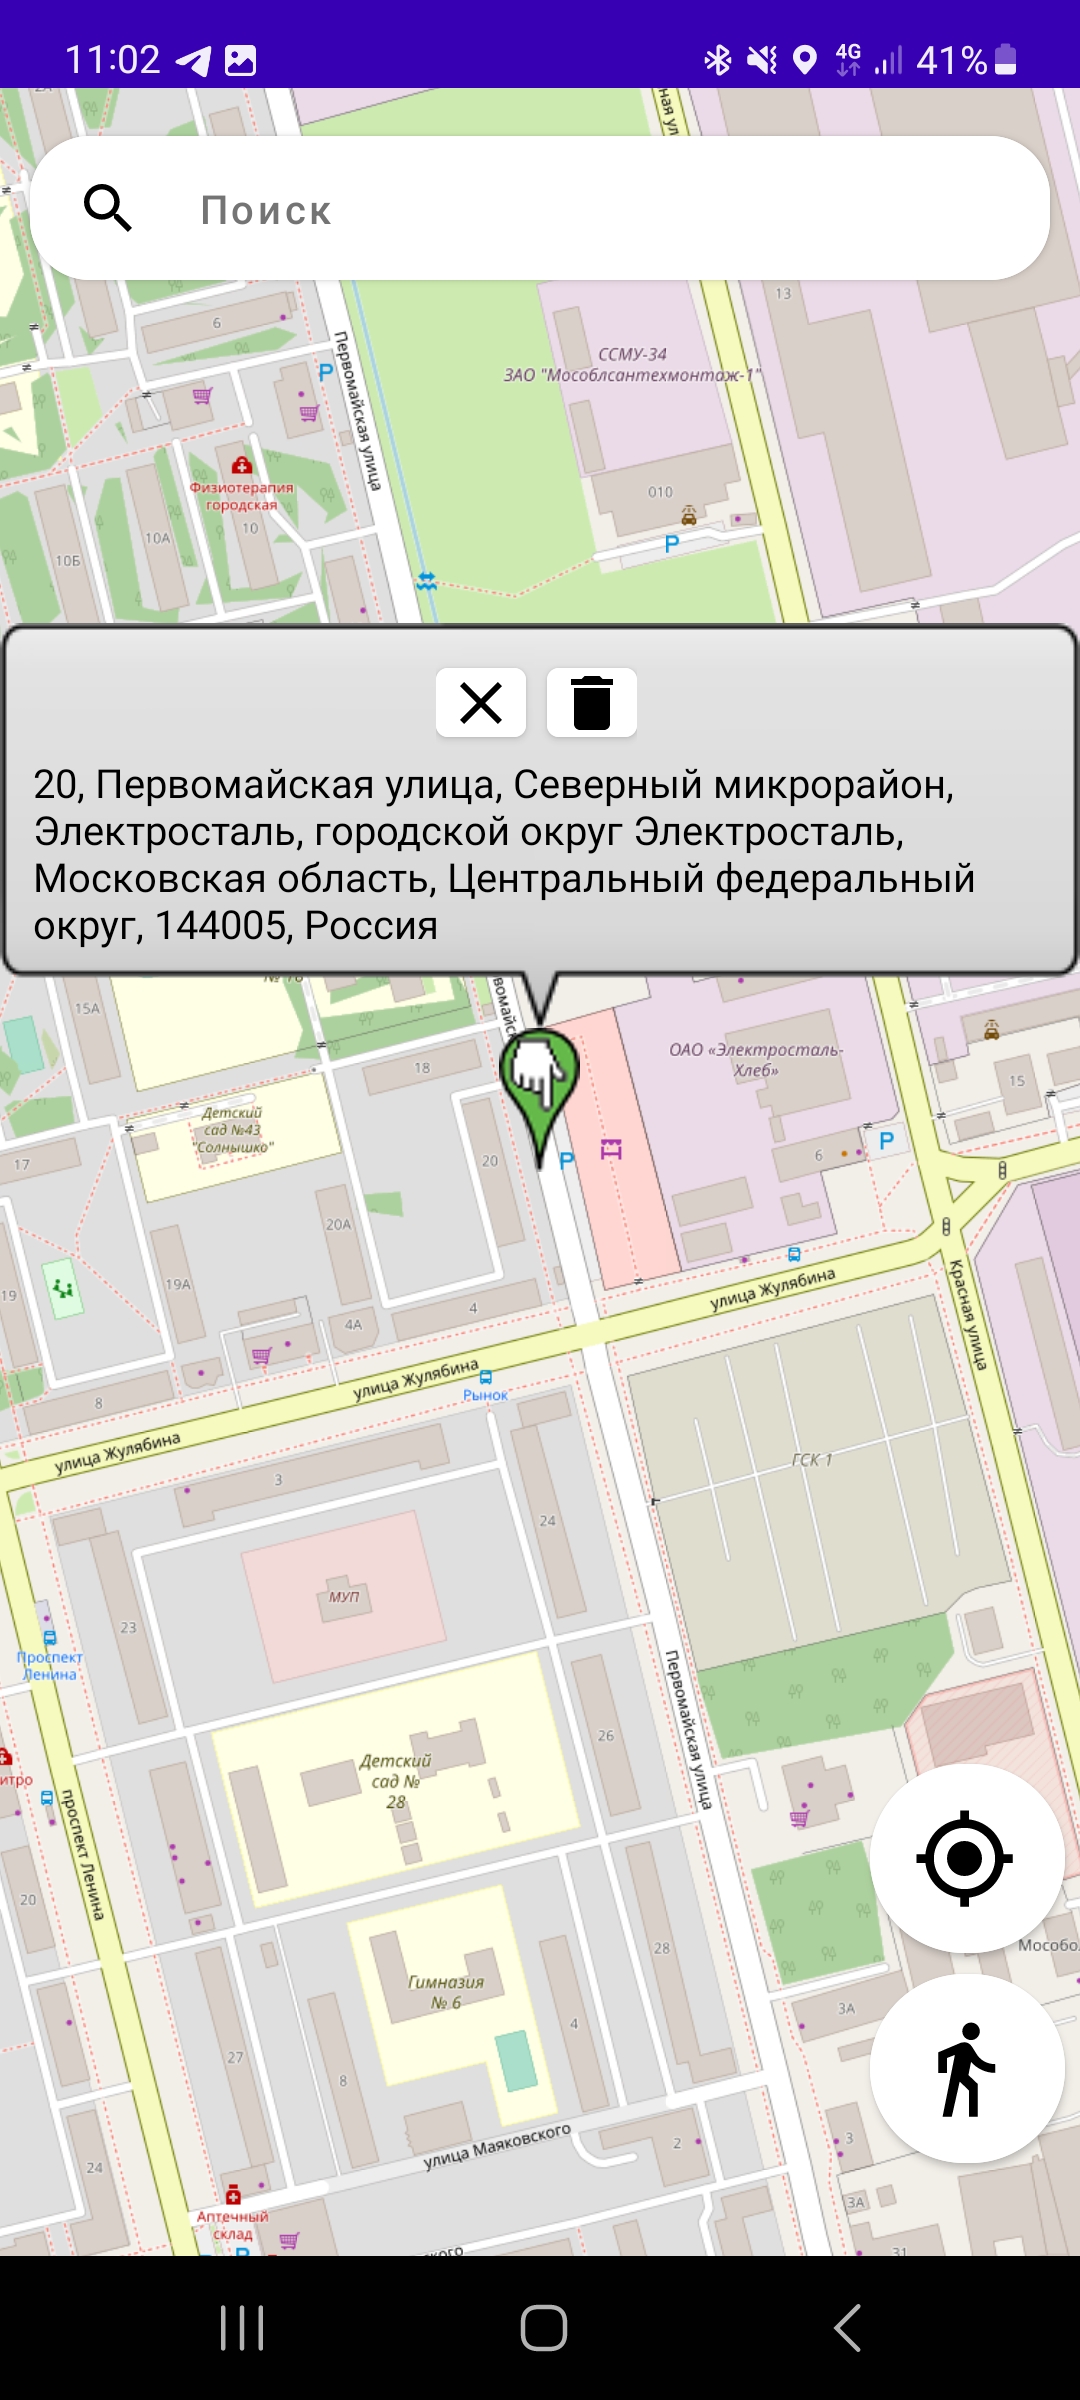 11:02
4G
41%
ная ул
Поиск
13
6
ССМУ-34
ЗАО "Мособлсантехмонтаж-1"
Первомайская улица
P
Физиотерапия
городская
010
10
10А
10Б
P
20, Первомайская улица, Северный микрорайон,
Электросталь, городской округ Электросталь,
Московская область, Центральный федеральный
округ, 144005, Россия
15А
18
ОАО «Электросталь-
Хлеб»
15
Детский
сад №43
"Солнышко"
17
20
P
6
P
20А
19А
19
4
4А
улица Жулябина
Красная улица
улица Жулябина
Рынок
8
улица Жулябина
3
ГСК 1
24
МУП
23
Проспект
Ленина
Первомайская улица
26
Детский
сад №
28
итро
проспект Ленина
20
28
Мособо
Гимназия
№ 6
3А
4
27
8
улица Маяковского
2
3
24
Аптечный
склад
3А
31
P
ского